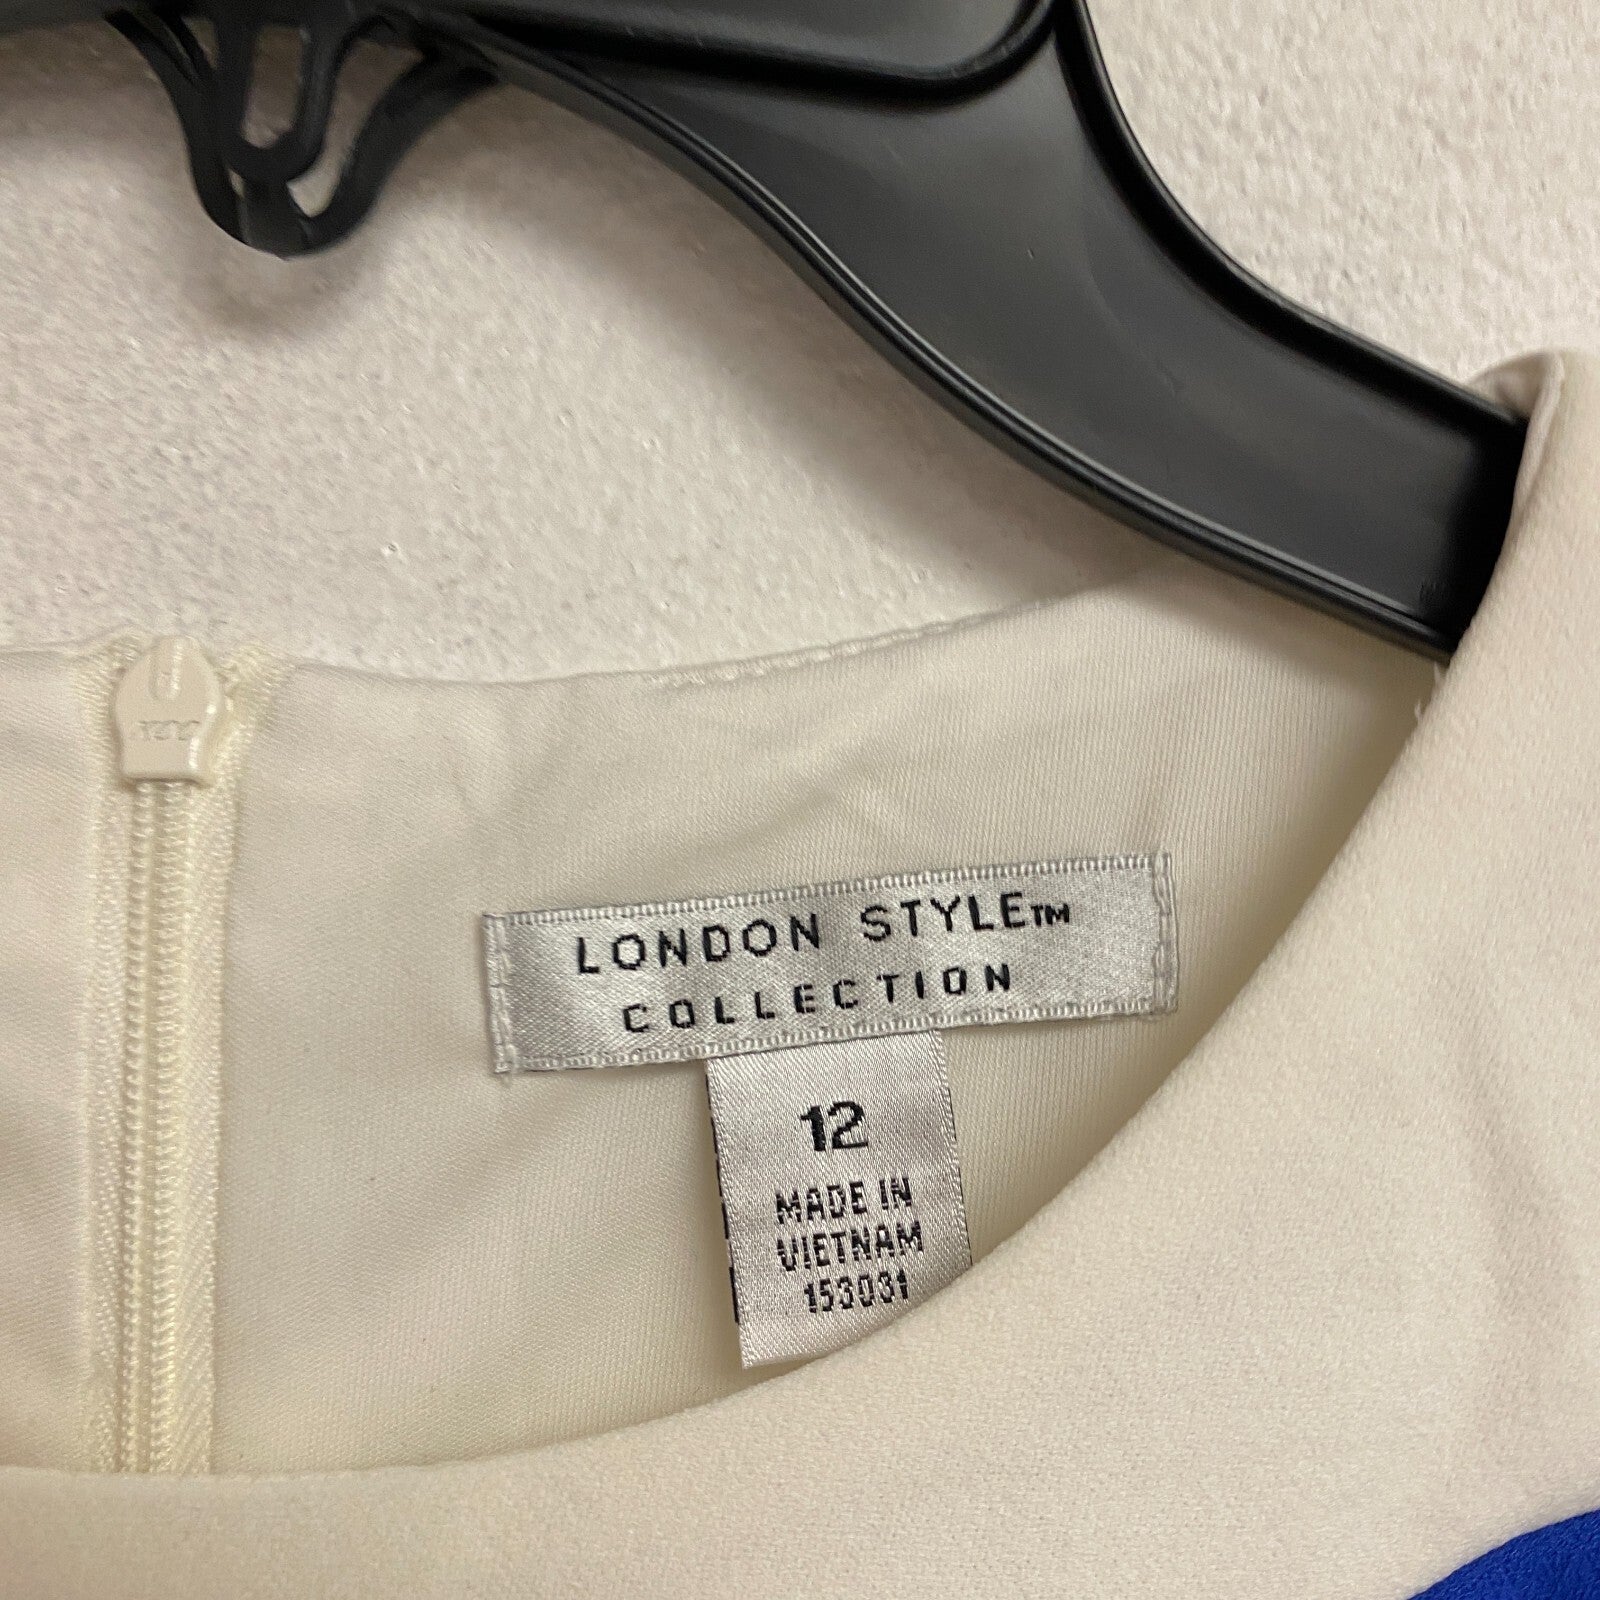 LONDON STYLE™
COLLECTION
12
MADE IN
VIETNAM
153031